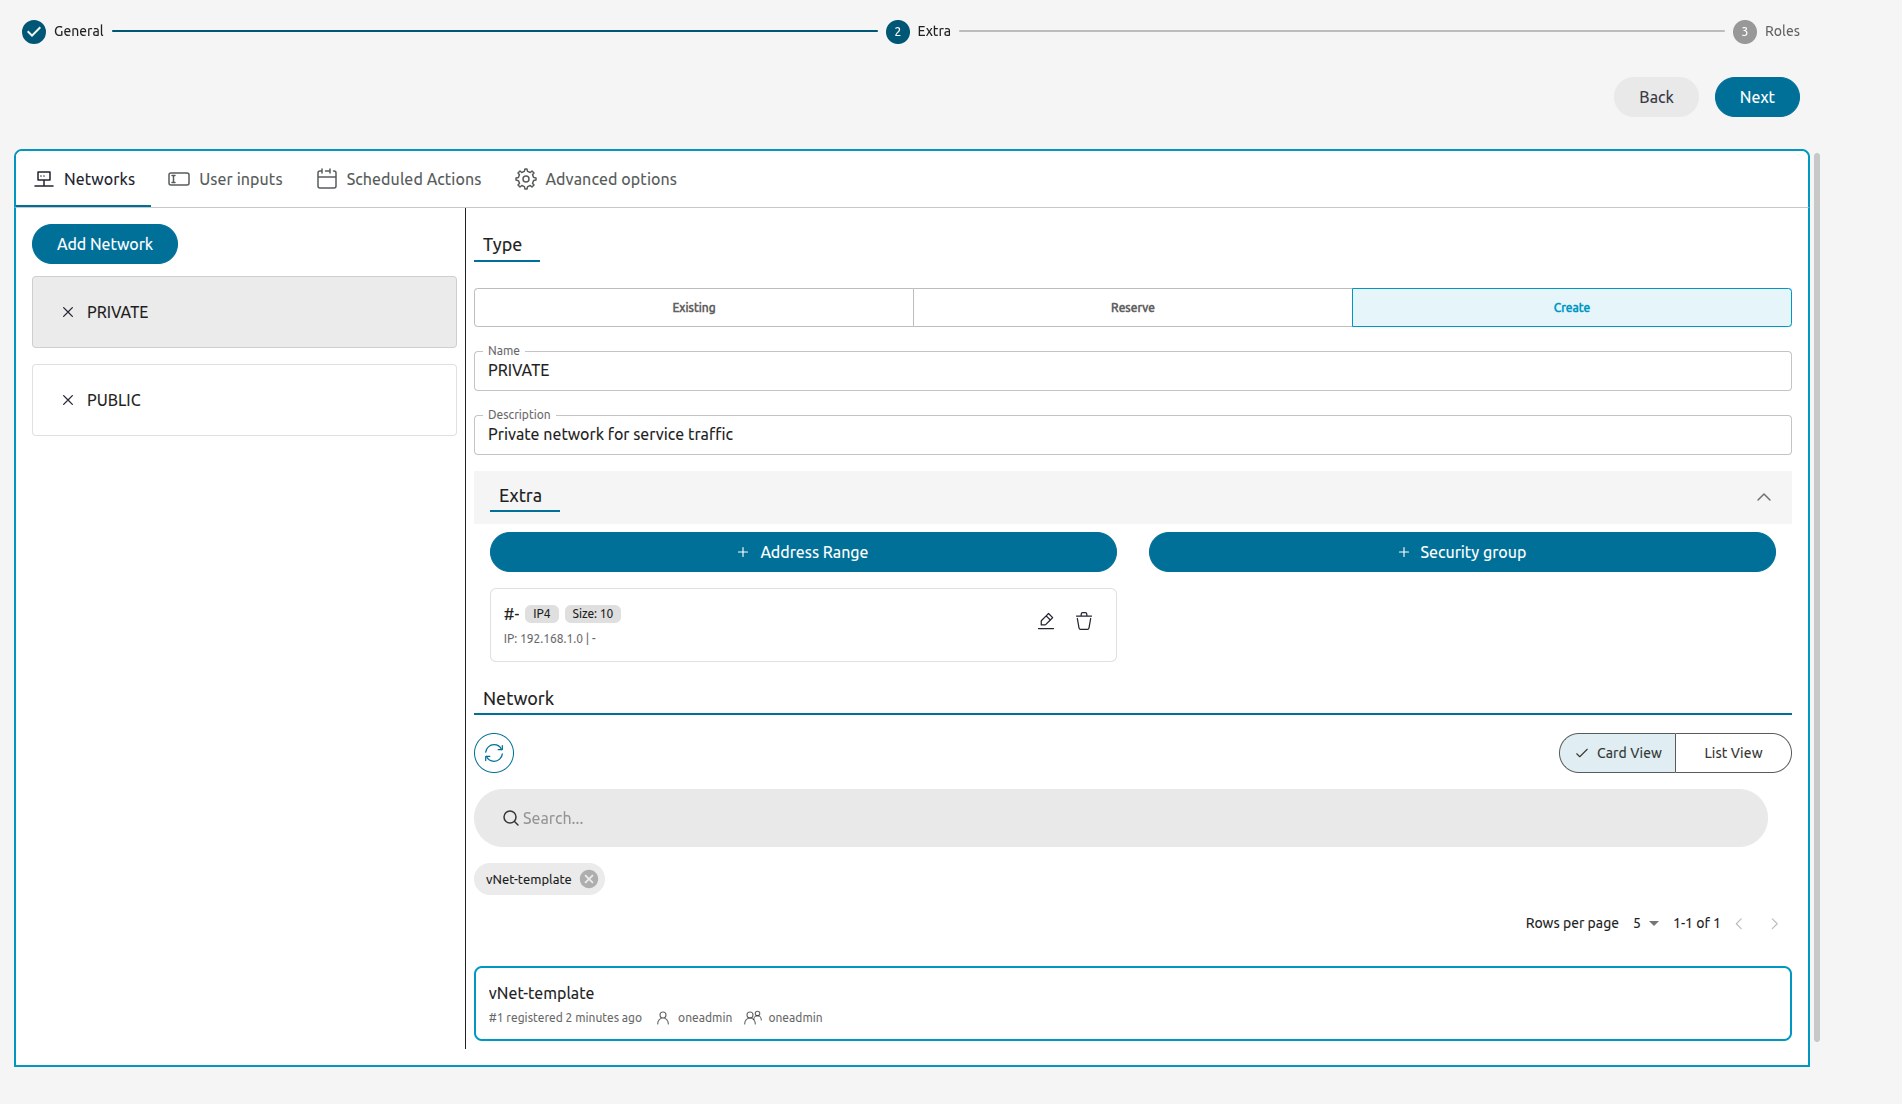 General
2 Extra
3 Roles
Back Next
Networks User inputs Scheduled Actions Advanced options
Add Network
PRIVATE
PUBLIC
Type
Existing Reserve Create
Name
PRIVATE
Description
Private network for service traffic
Extra
+ Address Range
+ Security group
#- IP4 Size: 10
IP: 192.168.1.0 | -
Network
Card View List View
Search...
vNet-template
Rows per page 5 1-1 of 1
vNet-template
#1 registered 2 minutes ago oneadmin oneadmin